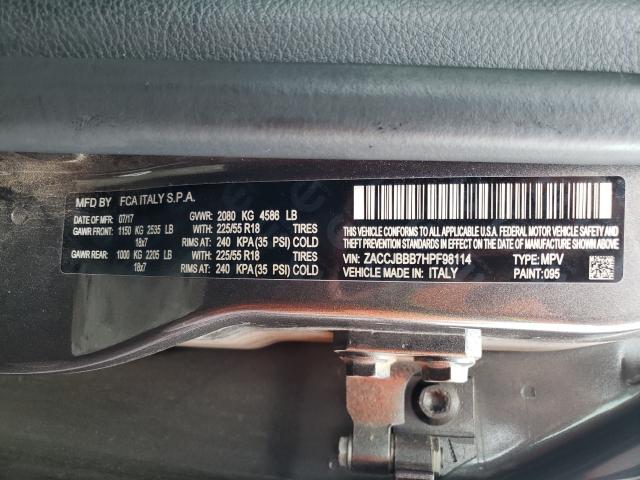 MFD BY FCA ITALY S.P.A.
DATE OF MFR: 07/17 GVWR: 2080 KG 4586 LB
GAWR FRONT: 1150 KG 2535 LB WITH: 225/55 R18 TIRES
18x7 RIMS AT: 240 KPA(35 PSI) COLD
GAWR REAR: 1000 KG 2205 LB WITH: 225/55 R18 TIRES
18x7 RIMS AT: 240 KPA (35 PSI) COLD
THIS VEHICLE CONFORMS TO ALL APPLICABLE U.S.A. FEDERAL MOTOR VEHICLE SAFETY AND
THEFT PREVENTION STANDARDS IN EFFECT ON THE DATE OF MANUFACTURE SHOWN ABOVE
VIN: ZACCJBBB7HPF98114 TYPE: MPV
VEHICLE MADE IN: ITALY PAINT: 095